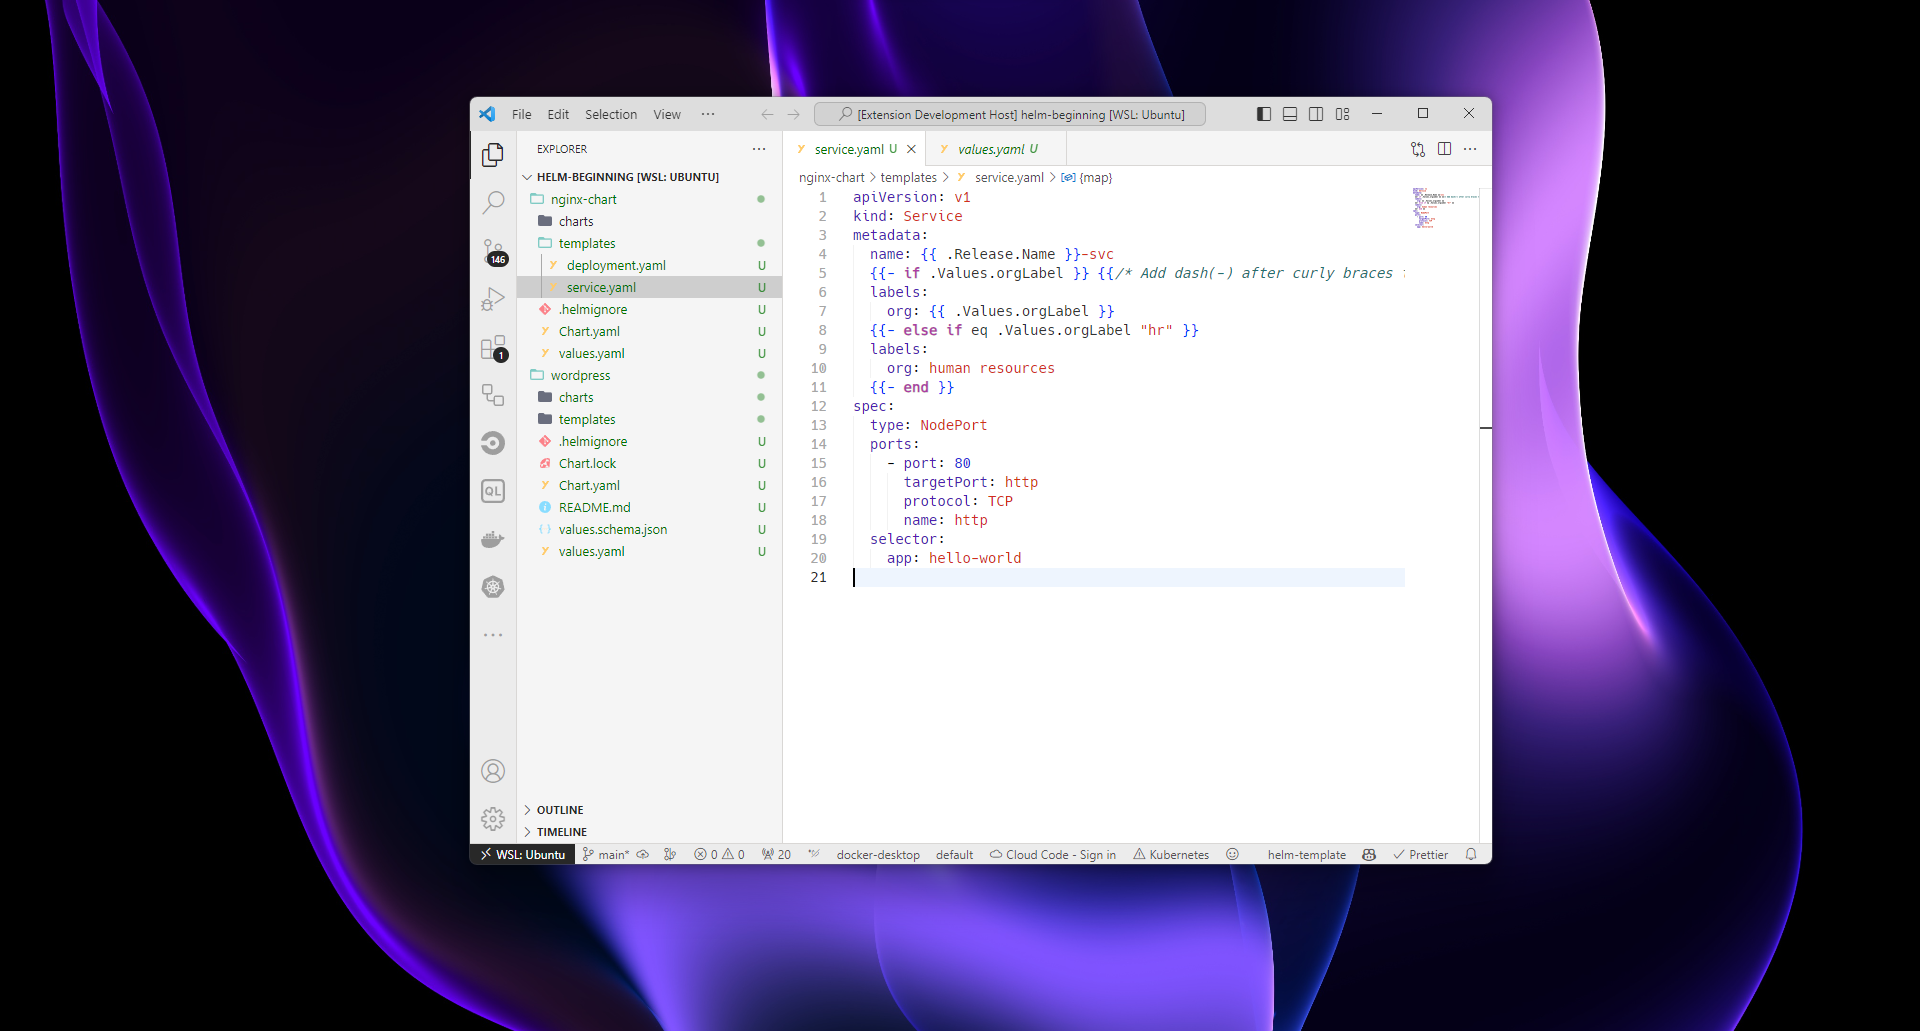 File Edit Selection View ···
[Extension Development Host] helm-beginning [WSL: Ubuntu]
EXPLORER
HELM-BEGINNING [WSL: UBUNTU]
nginx-chart
charts
templates
deployment.yaml U
service.yaml U
.helmignore U
Chart.yaml U
values.yaml U
wordpress
charts
templates
.helmignore U
Chart.lock U
Chart.yaml U
README.md U
values.schema.json U
values.yaml U
OUTLINE
TIMELINE
146
1
QL
service.yaml U
values.yaml U
nginx-chart > templates > service.yaml > {map}
1 apiVersion: v1
2 kind: Service
3 metadata:
4 name: {{ .Release.Name }}-svc
5 {{- if .Values.orgLabel }} {{/* Add dash(-) after curly braces
6 labels:
7 org: {{ .Values.orgLabel }}
8 {{- else if eq .Values.orgLabel "hr" }}
9 labels:
10 org: human resources
11 {{- end }}
12 spec:
13 type: NodePort
14 ports:
15 - port: 80
16 targetPort: http
17 protocol: TCP
18 name: http
19 selector:
20 app: hello-world
21
WSL: Ubuntu main* 0 0 20 docker-desktop default Cloud Code - Sign in Kubernetes helm-template Prettier